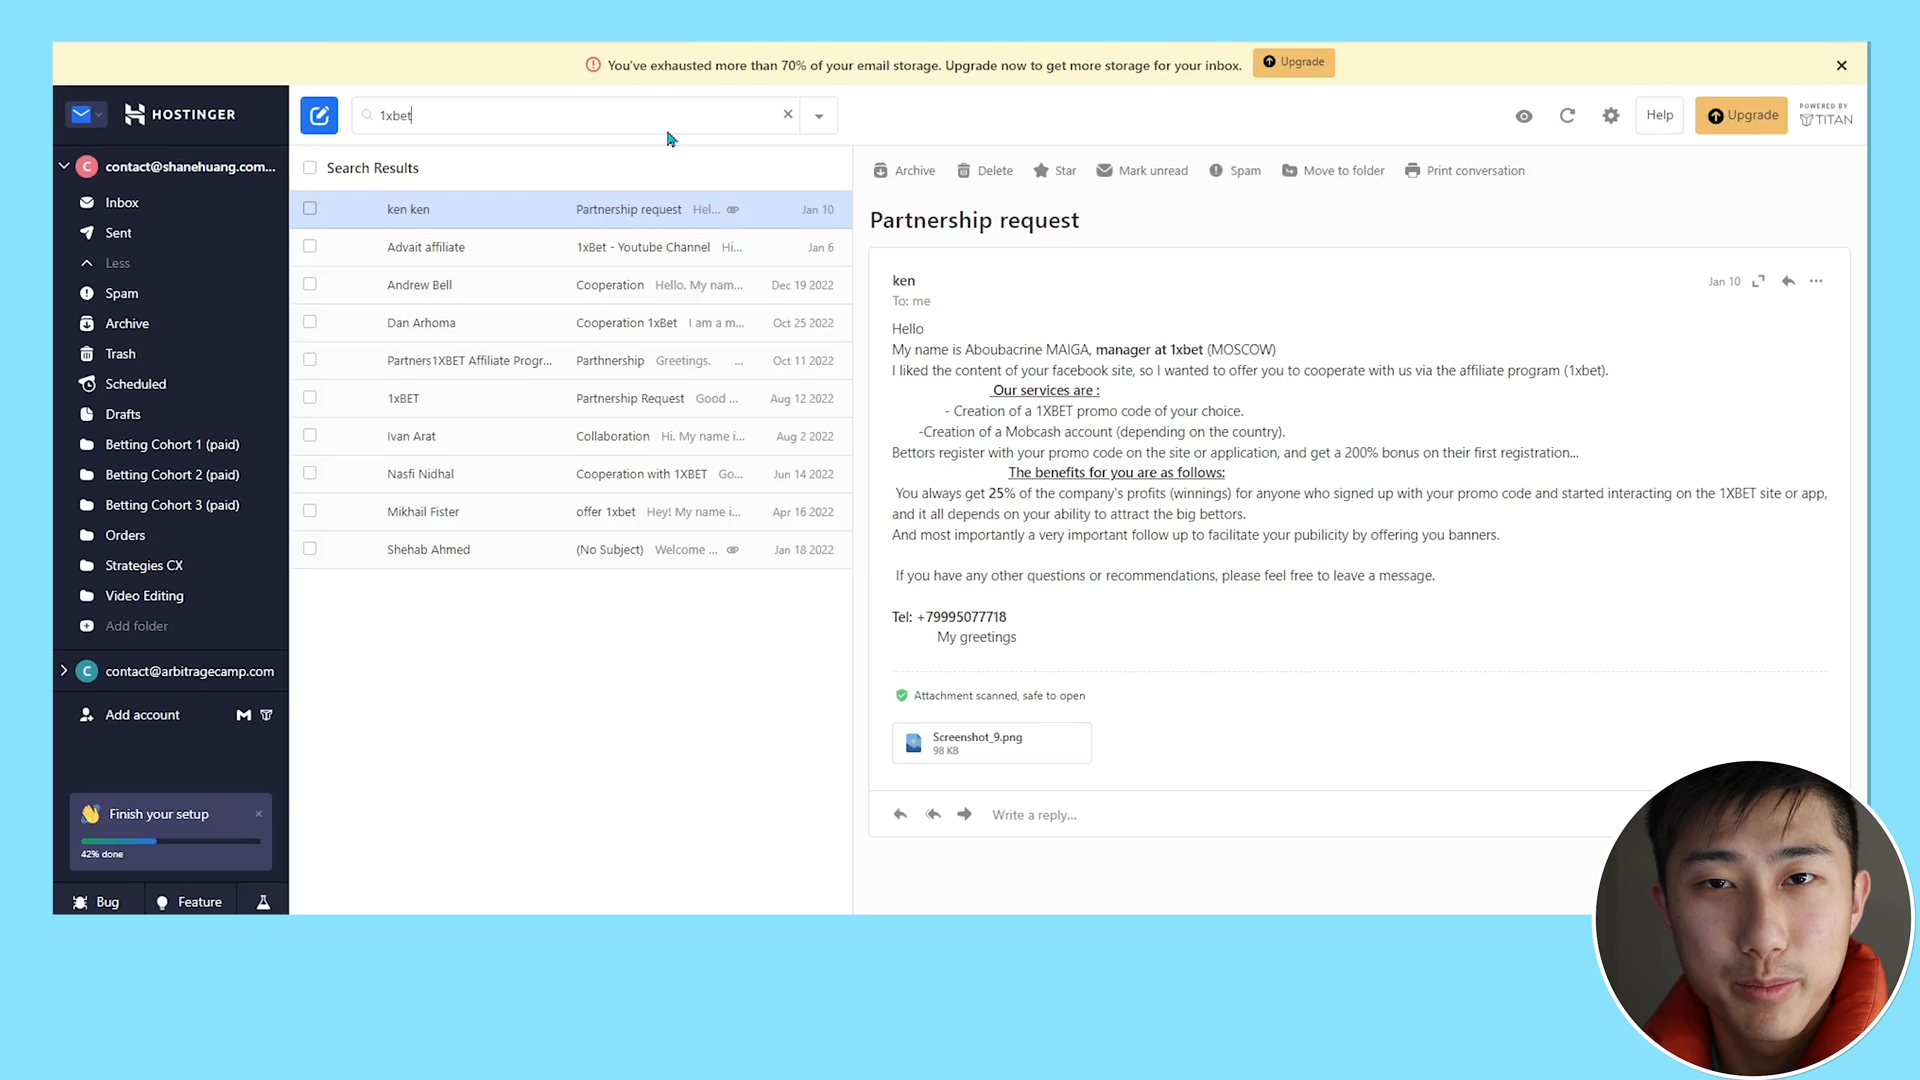 You've exhausted more than 70% of your email storage. Upgrade now to get more storage for your inbox.
Upgrade
HOSTINGER
1xbet
Help
Upgrade
POWERED BY
TITAN
C
contact@shanehuang.com...
Inbox
Sent
Less
Spam
Archive
Trash
Scheduled
Drafts
Betting Cohort 1 (paid)
Betting Cohort 2 (paid)
Betting Cohort 3 (paid)
Orders
Strategies CX
Video Editing
Add folder
C
contact@arbitragecamp.com
Add account
Finish your setup
42% done
Bug
Feature
Search Results
ken ken Partnership request Hel... Jan 10
Advait affiliate 1xBet - Youtube Channel Hi... Jan 6
Andrew Bell Cooperation Hello. My nam... Dec 19 2022
Dan Arhoma Cooperation 1xBet I am a m... Oct 25 2022
Partners1XBET Affiliate Progr... Parthnership Greetings. ... Oct 11 2022
1xBET Partnership Request Good ... Aug 12 2022
Ivan Arat Collaboration Hi. My name i... Aug 2 2022
Nasfi Nidhal Cooperation with 1XBET Go... Jun 14 2022
Mikhail Fister offer 1xbet Hey! My name i... Apr 16 2022
Shehab Ahmed (No Subject) Welcome ... Jan 18 2022
Archive Delete Star Mark unread Spam Move to folder Print conversation
Partnership request
ken Jan 10
To: me
Hello
My name is Aboubacrine MAIGA, manager at 1xbet (MOSCOW)
I liked the content of your facebook site, so I wanted to offer you to cooperate with us via the affiliate program (1xbet).
Our services are :
- Creation of a 1XBET promo code of your choice.
-Creation of a Mobcash account (depending on the country).
Bettors register with your promo code on the site or application, and get a 200% bonus on their first registration...
The benefits for you are as follows:
You always get 25% of the company's profits (winnings) for anyone who signed up with your promo code and started interacting on the 1XBET site or app,
and it all depends on your ability to attract the big bettors.
And most importantly a very important follow up to facilitate your pubilicity by offering you banners.
If you have any other questions or recommendations, please feel free to leave a message.
Tel: +79995077718
My greetings
Attachment scanned, safe to open
Screenshot_9.png
98 KB
Write a reply...